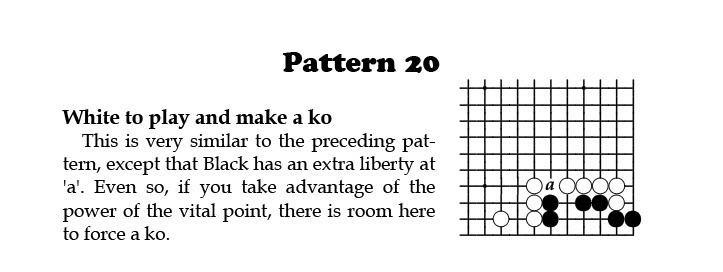 Pattern 20
White to play and make a ko
This is very similar to the preceding pat-
tern, except that Black has an extra liberty at
'a'. Even so, if you take advantage of the
power of the vital point, there is room here
to force a ko.
a